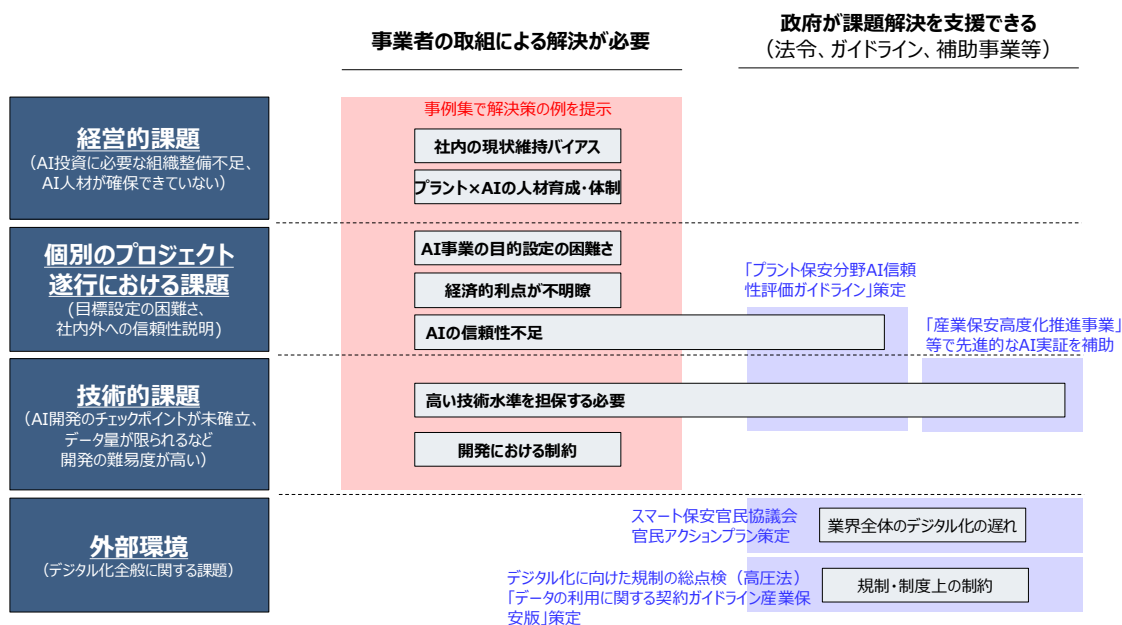 事業者の取組による解決が必要
政府が課題解決を支援できる
（法令、ガイドライン、補助事業等）
経営的課題
（AI投資に必要な組織整備不足、
AI人材が確保できていない）
事例集で解決策の例を提示
社内の現状維持バイアス
プラント×AIの人材育成・体制
個別のプロジェクト
遂行における課題
(目標設定の困難さ、
社内外への信頼性説明)
AI事業の目的設定の困難さ
経済的利点が不明瞭
AIの信頼性不足
「プラント保安分野AI信頼
性評価ガイドライン」策定
「産業保安高度化推進事業」
等で先進的なAI実証を補助
技術的課題
（AI開発のチェックポイントが未確立、
データ量が限られるなど
開発の難易度が高い）
高い技術水準を担保する必要
開発における制約
外部環境
（デジタル化全般に関する課題）
スマート保安官民協議会
官民アクションプラン策定
業界全体のデジタル化の遅れ
デジタル化に向けた規制の総点検（高圧法）
「データの利用に関する契約ガイドライン産業保
安版」策定
規制・制度上の制約